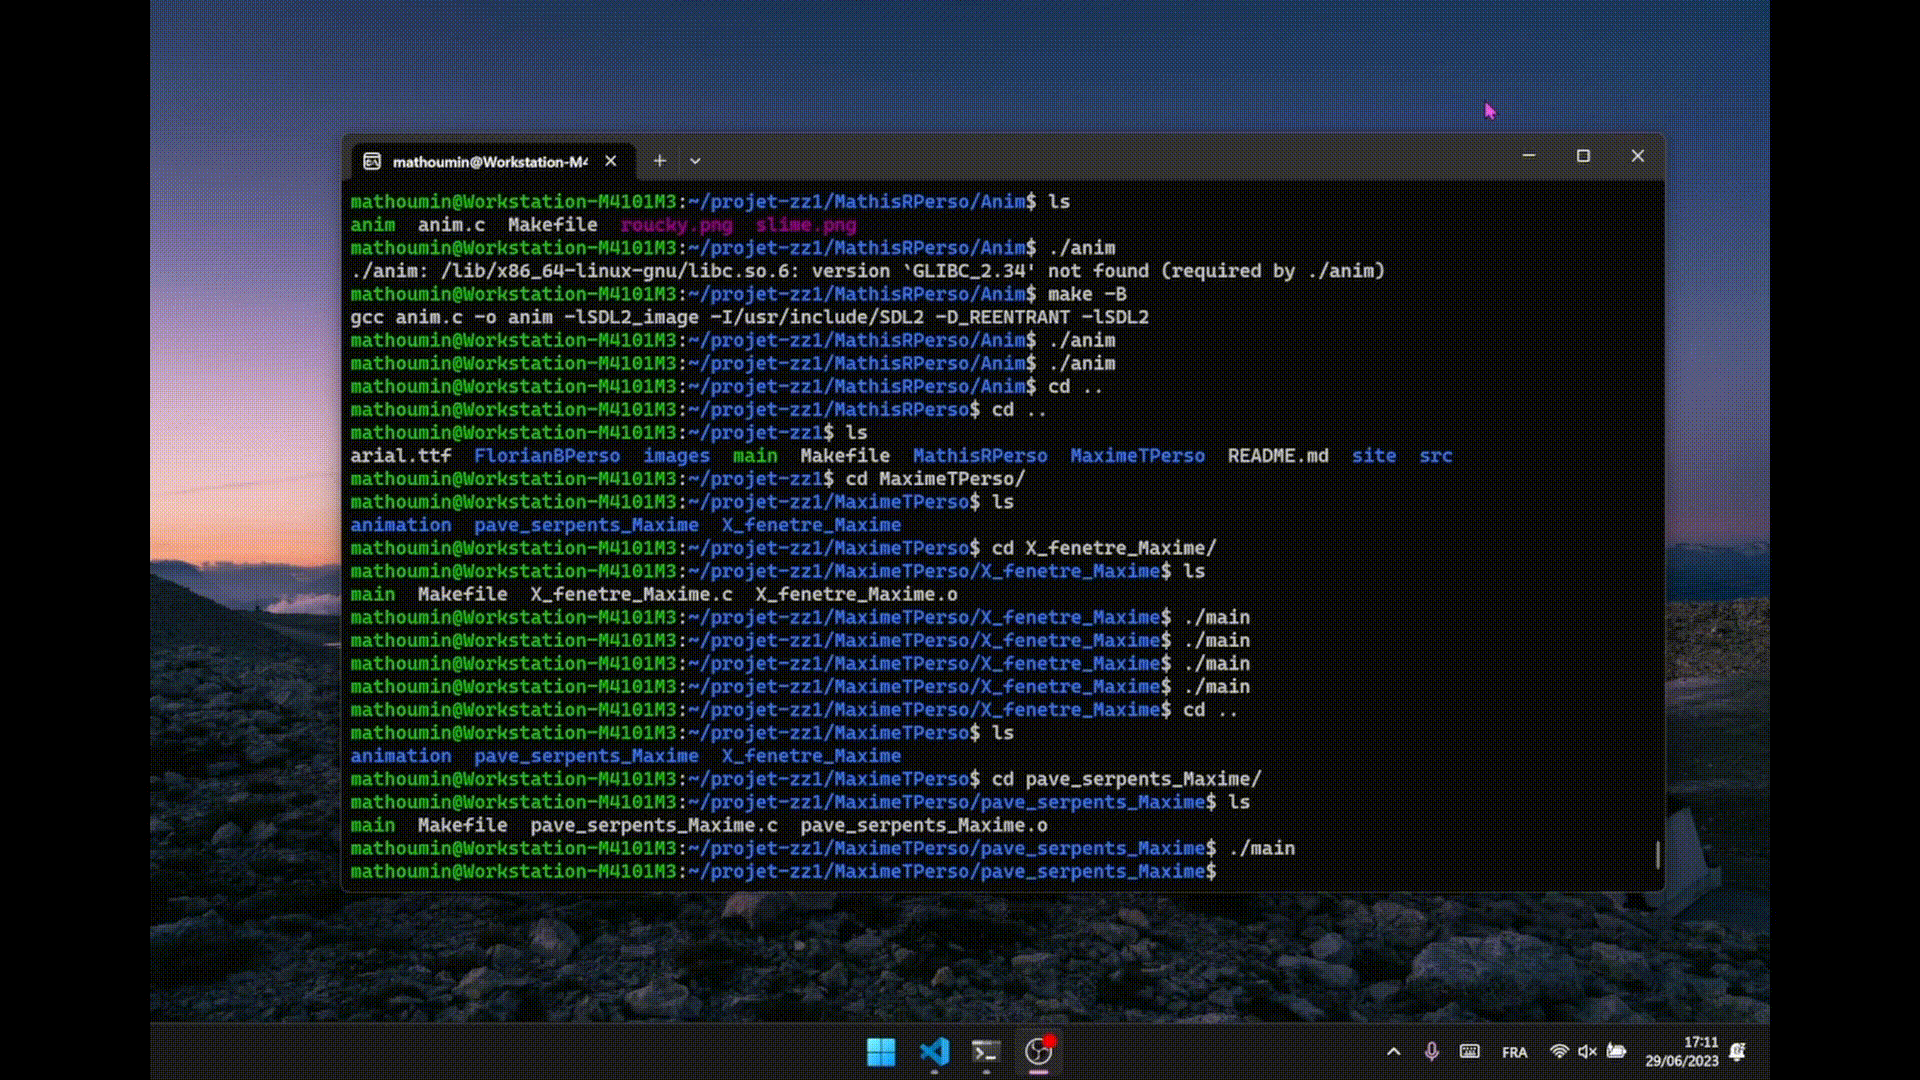 mathoumin@Workstation-M4
mathoumin@Workstation-M4101M3:~/projet-zz1/MathisRPerso/Anim$ ls
anim  anim.c  Makefile  roucky.png  slime.png
mathoumin@Workstation-M4101M3:~/projet-zz1/MathisRPerso/Anim$ ./anim
./anim: /lib/x86_64-linux-gnu/libc.so.6: version `GLIBC_2.34' not found (required by ./anim)
mathoumin@Workstation-M4101M3:~/projet-zz1/MathisRPerso/Anim$ make -B
gcc anim.c -o anim -lSDL2_image -I/usr/include/SDL2 -D_REENTRANT -lSDL2
mathoumin@Workstation-M4101M3:~/projet-zz1/MathisRPerso/Anim$ ./anim
mathoumin@Workstation-M4101M3:~/projet-zz1/MathisRPerso/Anim$ ./anim
mathoumin@Workstation-M4101M3:~/projet-zz1/MathisRPerso/Anim$ cd ..
mathoumin@Workstation-M4101M3:~/projet-zz1/MathisRPerso$ cd ..
mathoumin@Workstation-M4101M3:~/projet-zz1$ ls
arial.ttf  FlorianBPerso  images  main  Makefile  MathisRPerso  MaximeTPerso  README.md  site  src
mathoumin@Workstation-M4101M3:~/projet-zz1$ cd MaximeTPerso/
mathoumin@Workstation-M4101M3:~/projet-zz1/MaximeTPerso$ ls
animation  pave_serpents_Maxime  X_fenetre_Maxime
mathoumin@Workstation-M4101M3:~/projet-zz1/MaximeTPerso$ cd X_fenetre_Maxime/
mathoumin@Workstation-M4101M3:~/projet-zz1/MaximeTPerso/X_fenetre_Maxime$ ls
main  Makefile  X_fenetre_Maxime.c  X_fenetre_Maxime.o
mathoumin@Workstation-M4101M3:~/projet-zz1/MaximeTPerso/X_fenetre_Maxime$ ./main
mathoumin@Workstation-M4101M3:~/projet-zz1/MaximeTPerso/X_fenetre_Maxime$ ./main
mathoumin@Workstation-M4101M3:~/projet-zz1/MaximeTPerso/X_fenetre_Maxime$ ./main
mathoumin@Workstation-M4101M3:~/projet-zz1/MaximeTPerso/X_fenetre_Maxime$ ./main
mathoumin@Workstation-M4101M3:~/projet-zz1/MaximeTPerso/X_fenetre_Maxime$ cd ..
mathoumin@Workstation-M4101M3:~/projet-zz1/MaximeTPerso$ ls
animation  pave_serpents_Maxime  X_fenetre_Maxime
mathoumin@Workstation-M4101M3:~/projet-zz1/MaximeTPerso$ cd pave_serpents_Maxime/
mathoumin@Workstation-M4101M3:~/projet-zz1/MaximeTPerso/pave_serpents_Maxime$ ls
main  Makefile  pave_serpents_Maxime.c  pave_serpents_Maxime.o
mathoumin@Workstation-M4101M3:~/projet-zz1/MaximeTPerso/pave_serpents_Maxime$ ./main
mathoumin@Workstation-M4101M3:~/projet-zz1/MaximeTPerso/pave_serpents_Maxime$
FRA
17:11
29/06/2023